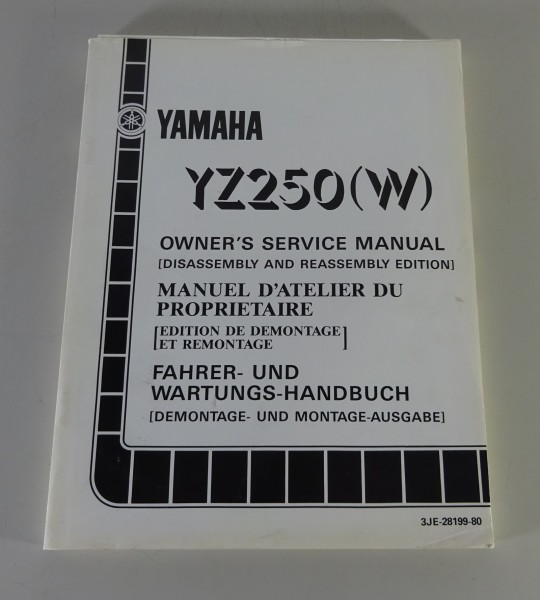 YAMAHA
YZ250(W)
OWNER'S SERVICE MANUAL
[DISASSEMBLY AND REASSEMBLY EDITION]
MANUEL D'ATELIER DU
PROPRIETAIRE
[EDITION DE DEMONTAGE
ET REMONTAGE]
FAHRER- UND
WARTUNGS-HANDBUCH
[DEMONTAGE- UND MONTAGE-AUSGABE]
3JE-28199-80